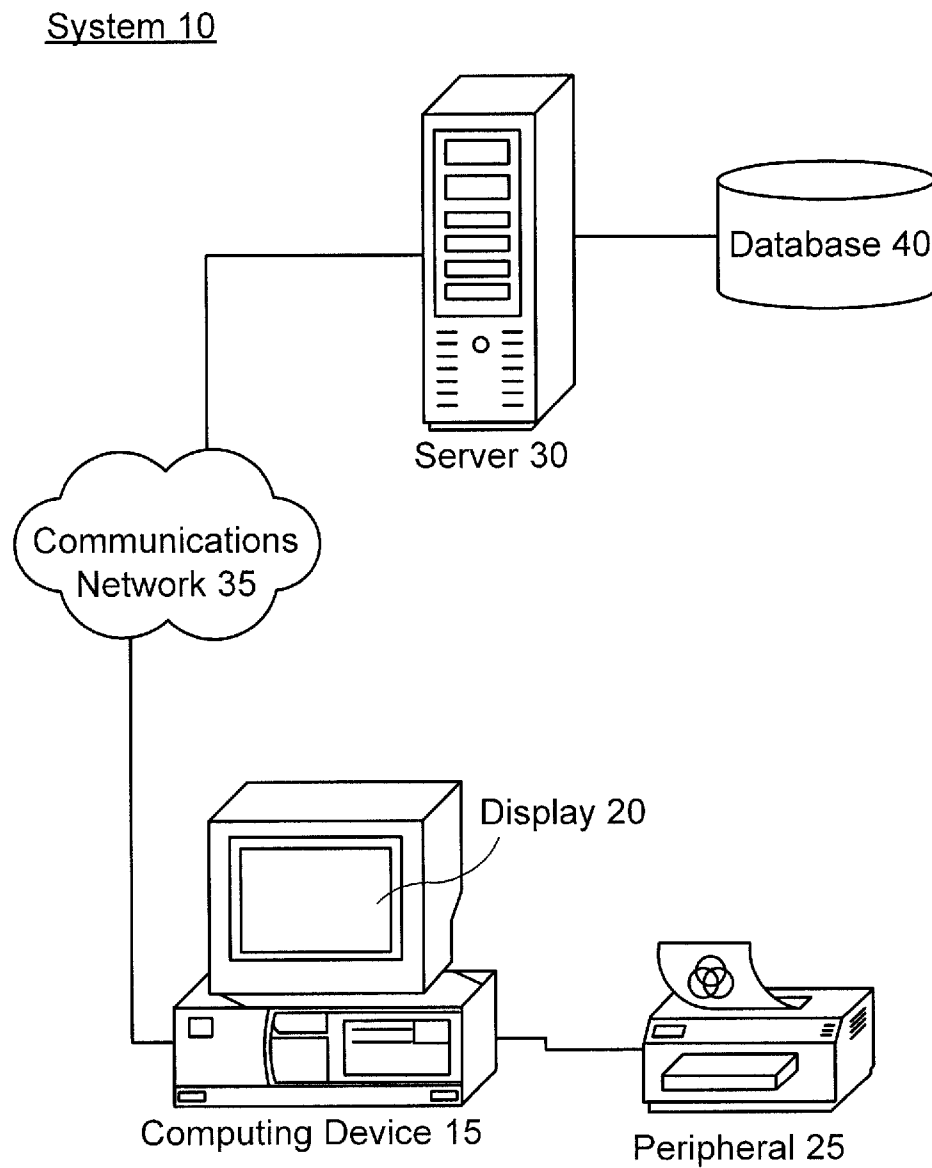 System 10
Database 40
Server 30
Communications
Network 35
Display 20
Computing Device 15
Peripheral 25